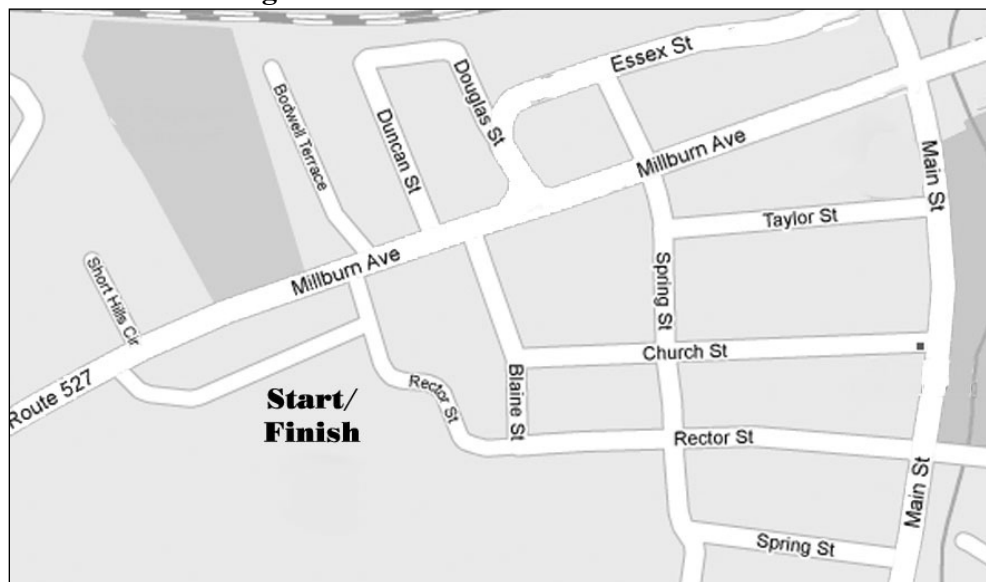 Essex St
Douglas St
Bodwell Terrace
Duncan St
Millburn Ave
Main St
Taylor St
Millburn Ave
Short Hills Cir
Spring St
Church St
Route 527
Blaine St
Rector St
Start/
Finish
Rector St
Main St
Spring St